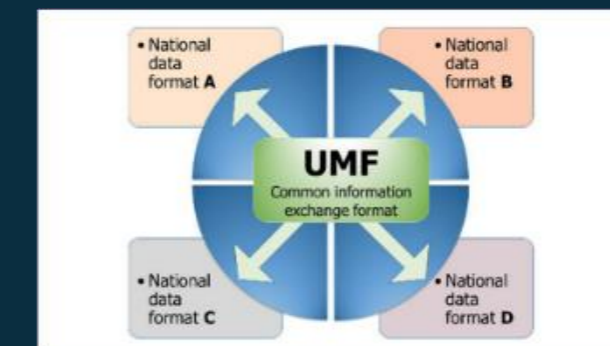 • National
data
format A
• National
data
format B
UMF
Common information
exchange format
• National
data
format C
• National
data
format D